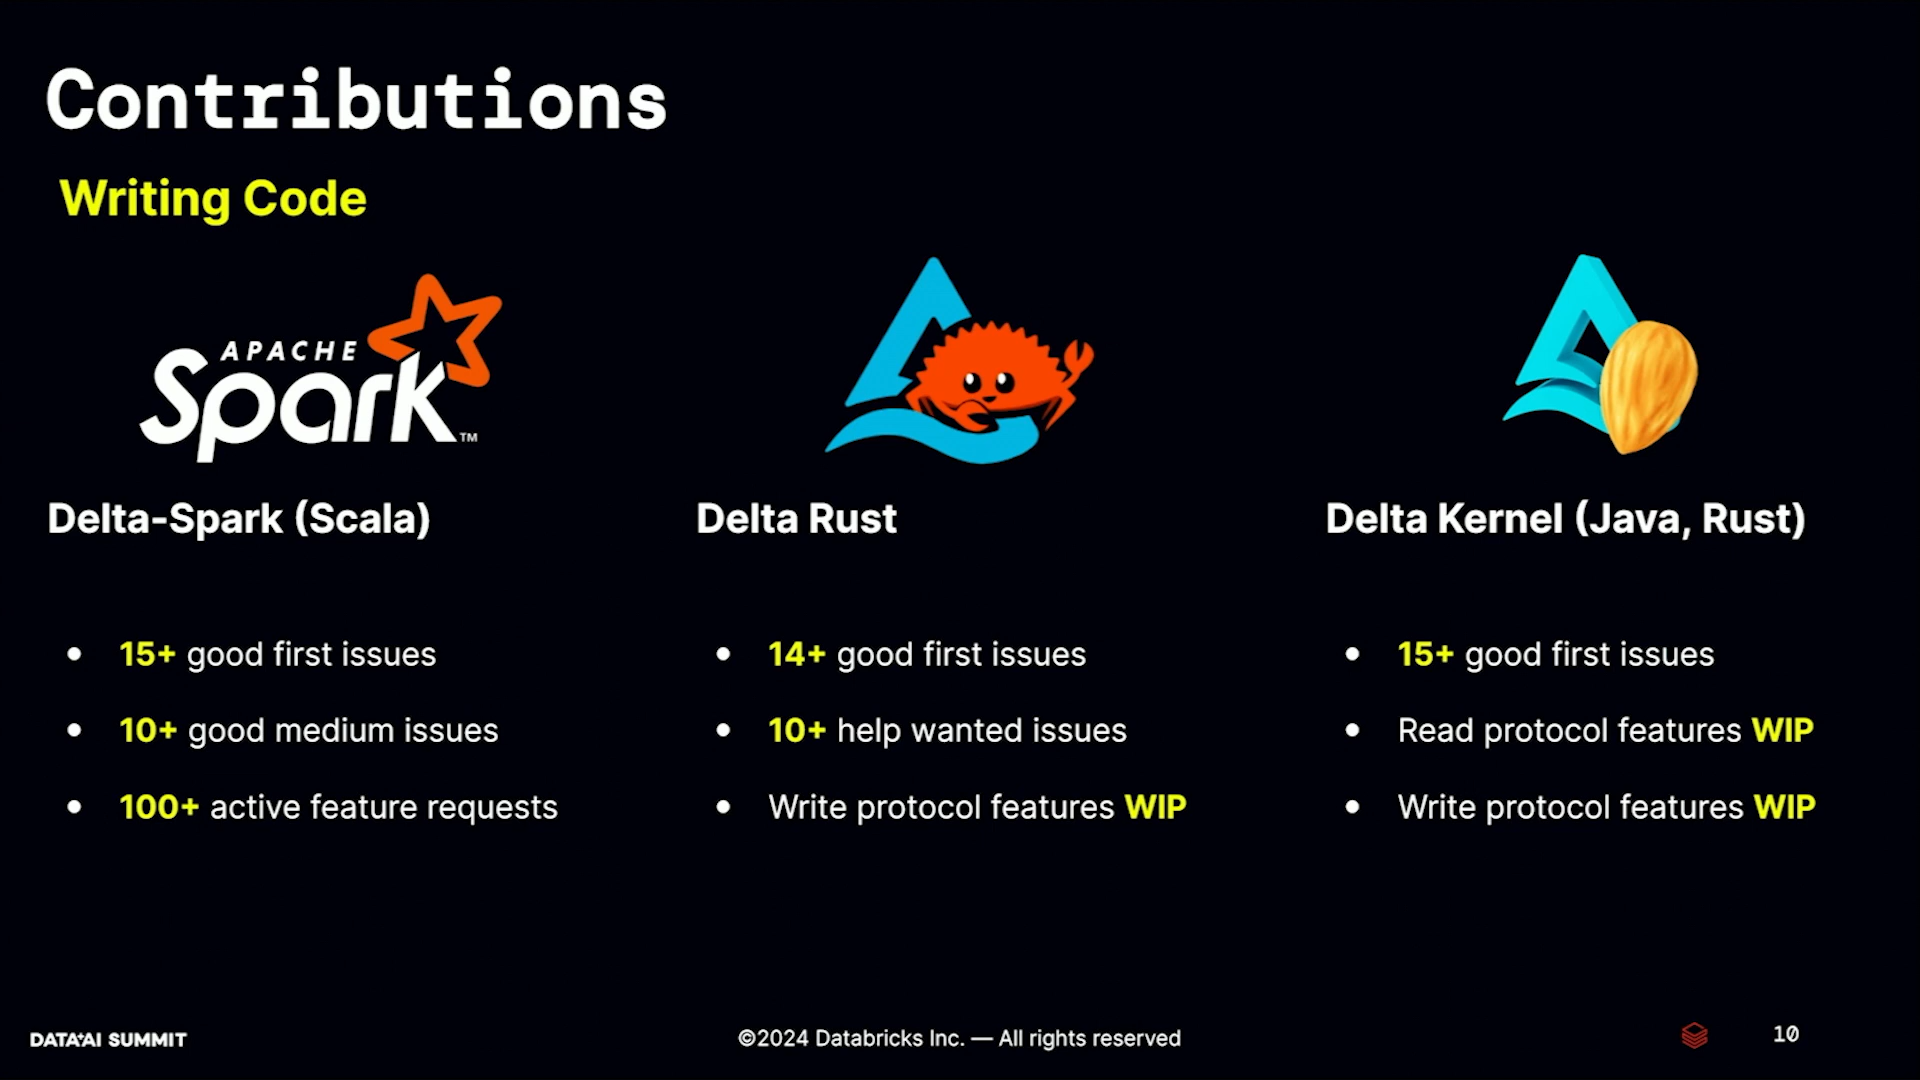 Contributions
Writing Code
APACHE
Spark™
Delta-Spark (Scala)
• 15+ good first issues
• 10+ good medium issues
• 100+ active feature requests
Delta Rust
• 14+ good first issues
• 10+ help wanted issues
• Write protocol features WIP
Delta Kernel (Java, Rust)
• 15+ good first issues
• Read protocol features WIP
• Write protocol features WIP
DATA+AI SUMMIT
©2024 Databricks Inc. — All rights reserved
10